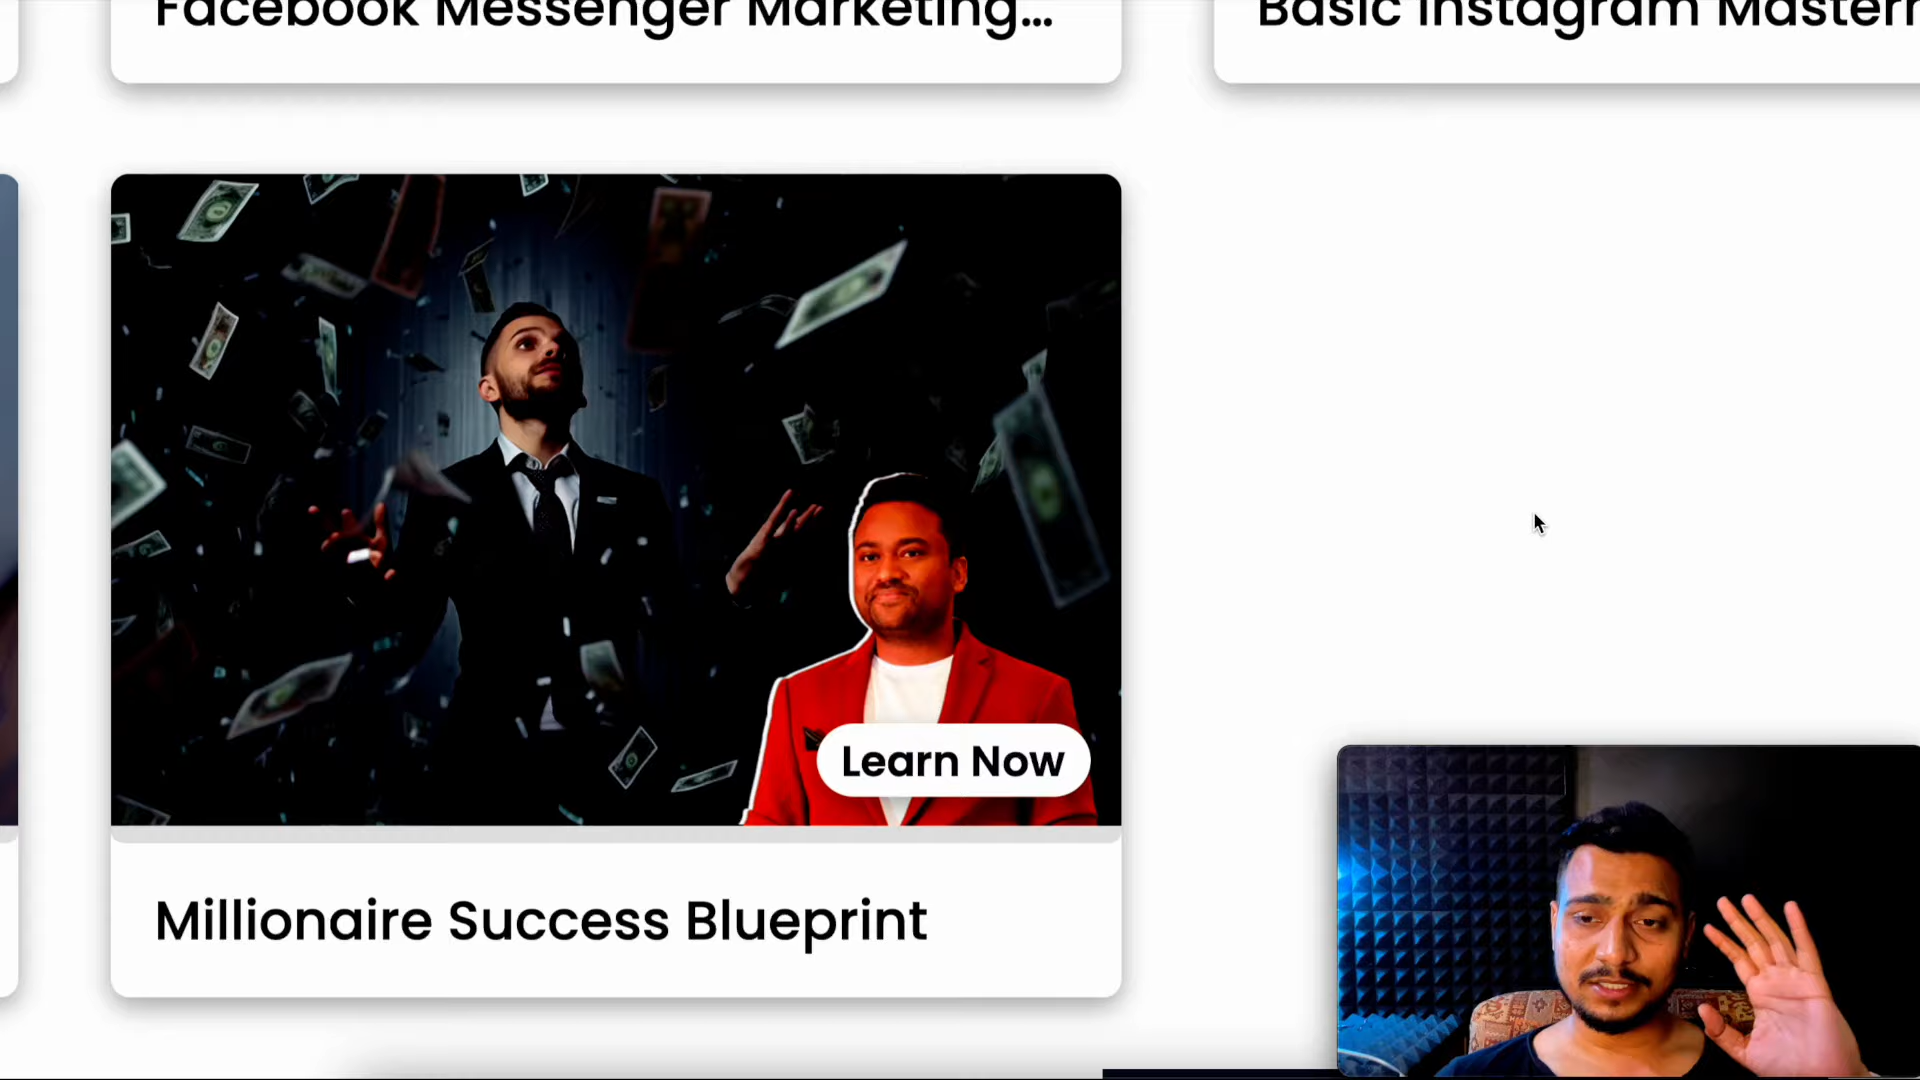 Facebook Messenger Marketing...
Basic Instagram Master
Learn Now
Millionaire Success Blueprint